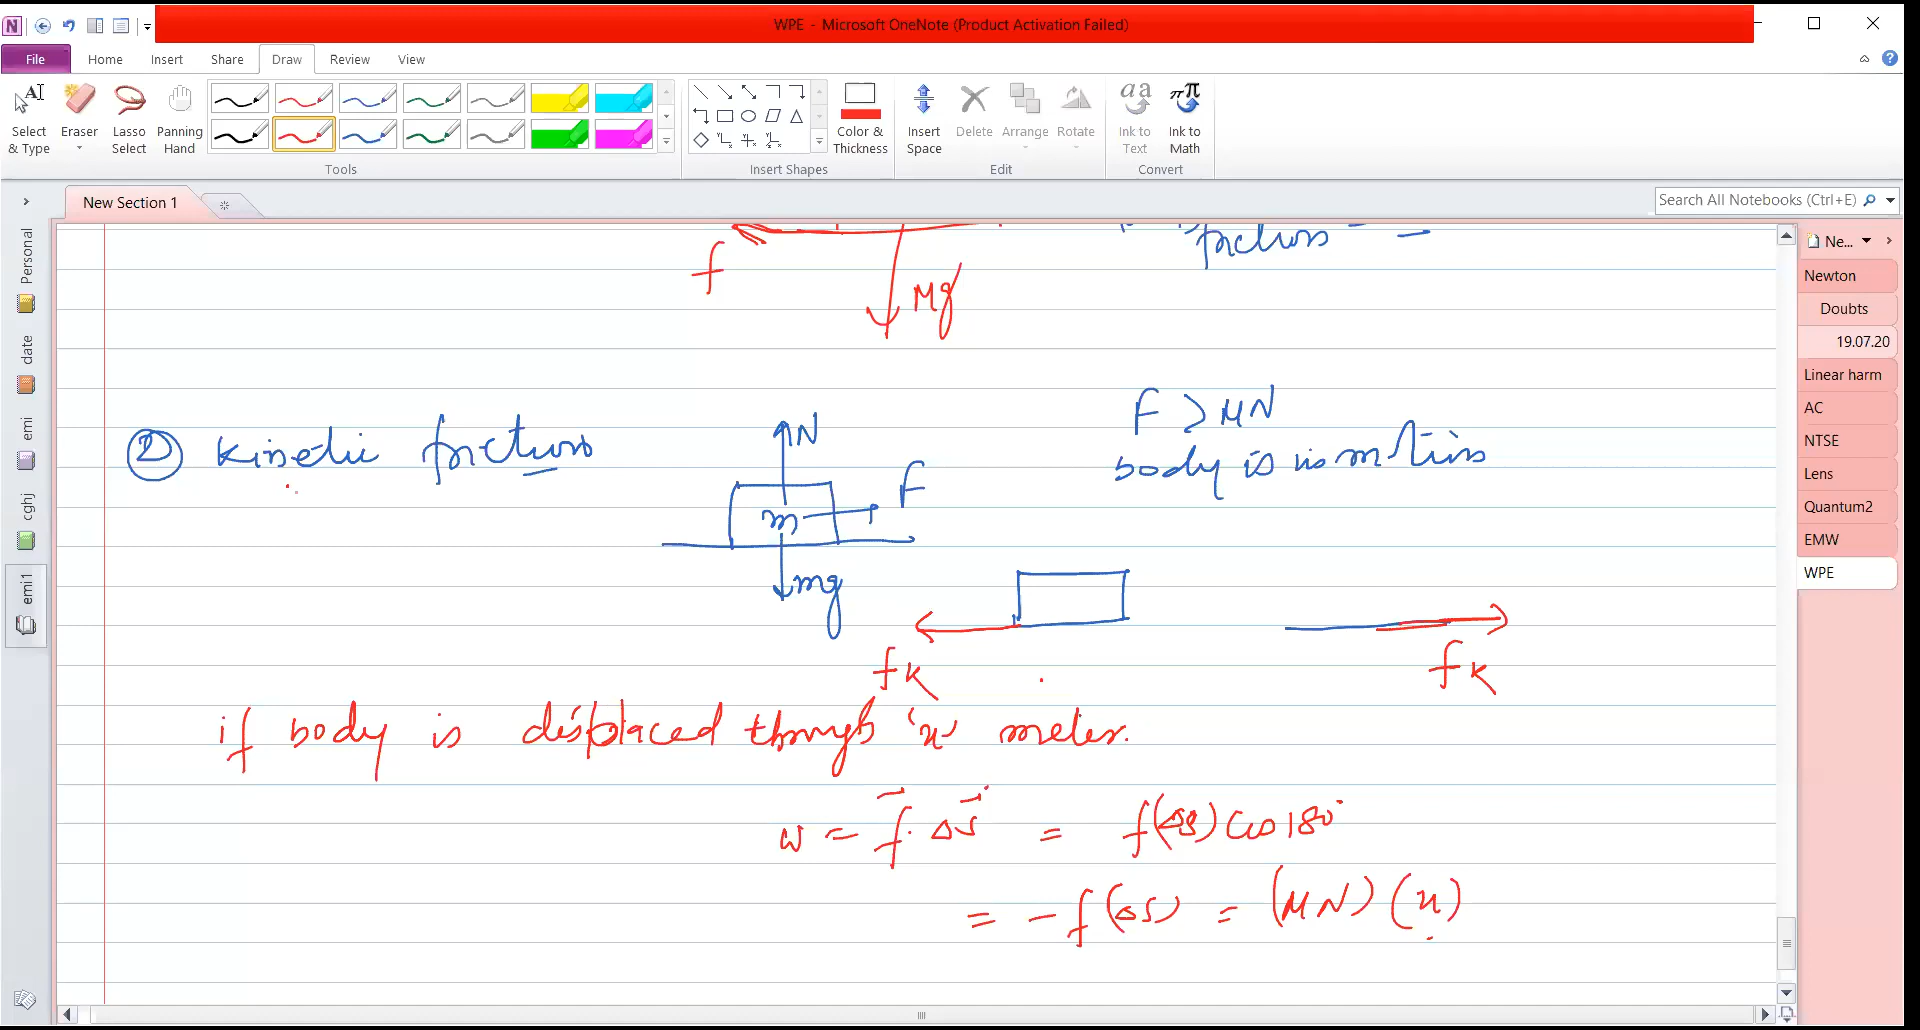 WPE - Microsoft OneNote (Product Activation Failed)
File Home Insert Share Draw Review View
Select & Type
Eraser
Lasso Select
Panning Hand
Color & Thickness
Insert Space
Delete
Arrange
Rotate
Ink to Text
Ink to Math
Tools
Insert Shapes
Edit
Convert
New Section 1
Search All Notebooks (Ctrl+E)
Personal
date
emi
cghj
emi1
Ne...
Newton
Doubts
19.07.20
Linear harm
AC
NTSE
Lens
Quantum2
EMW
WPE
friction
f
Mg
② Kinetic friction
N
F
m
mg
F > μN
body is in motion
fK
fK
if body is displaced through 'x' meter.
W = f⃗. Δs⃗ = f(Δs) Cos 180°
= -f(Δs) = (μN) (x)